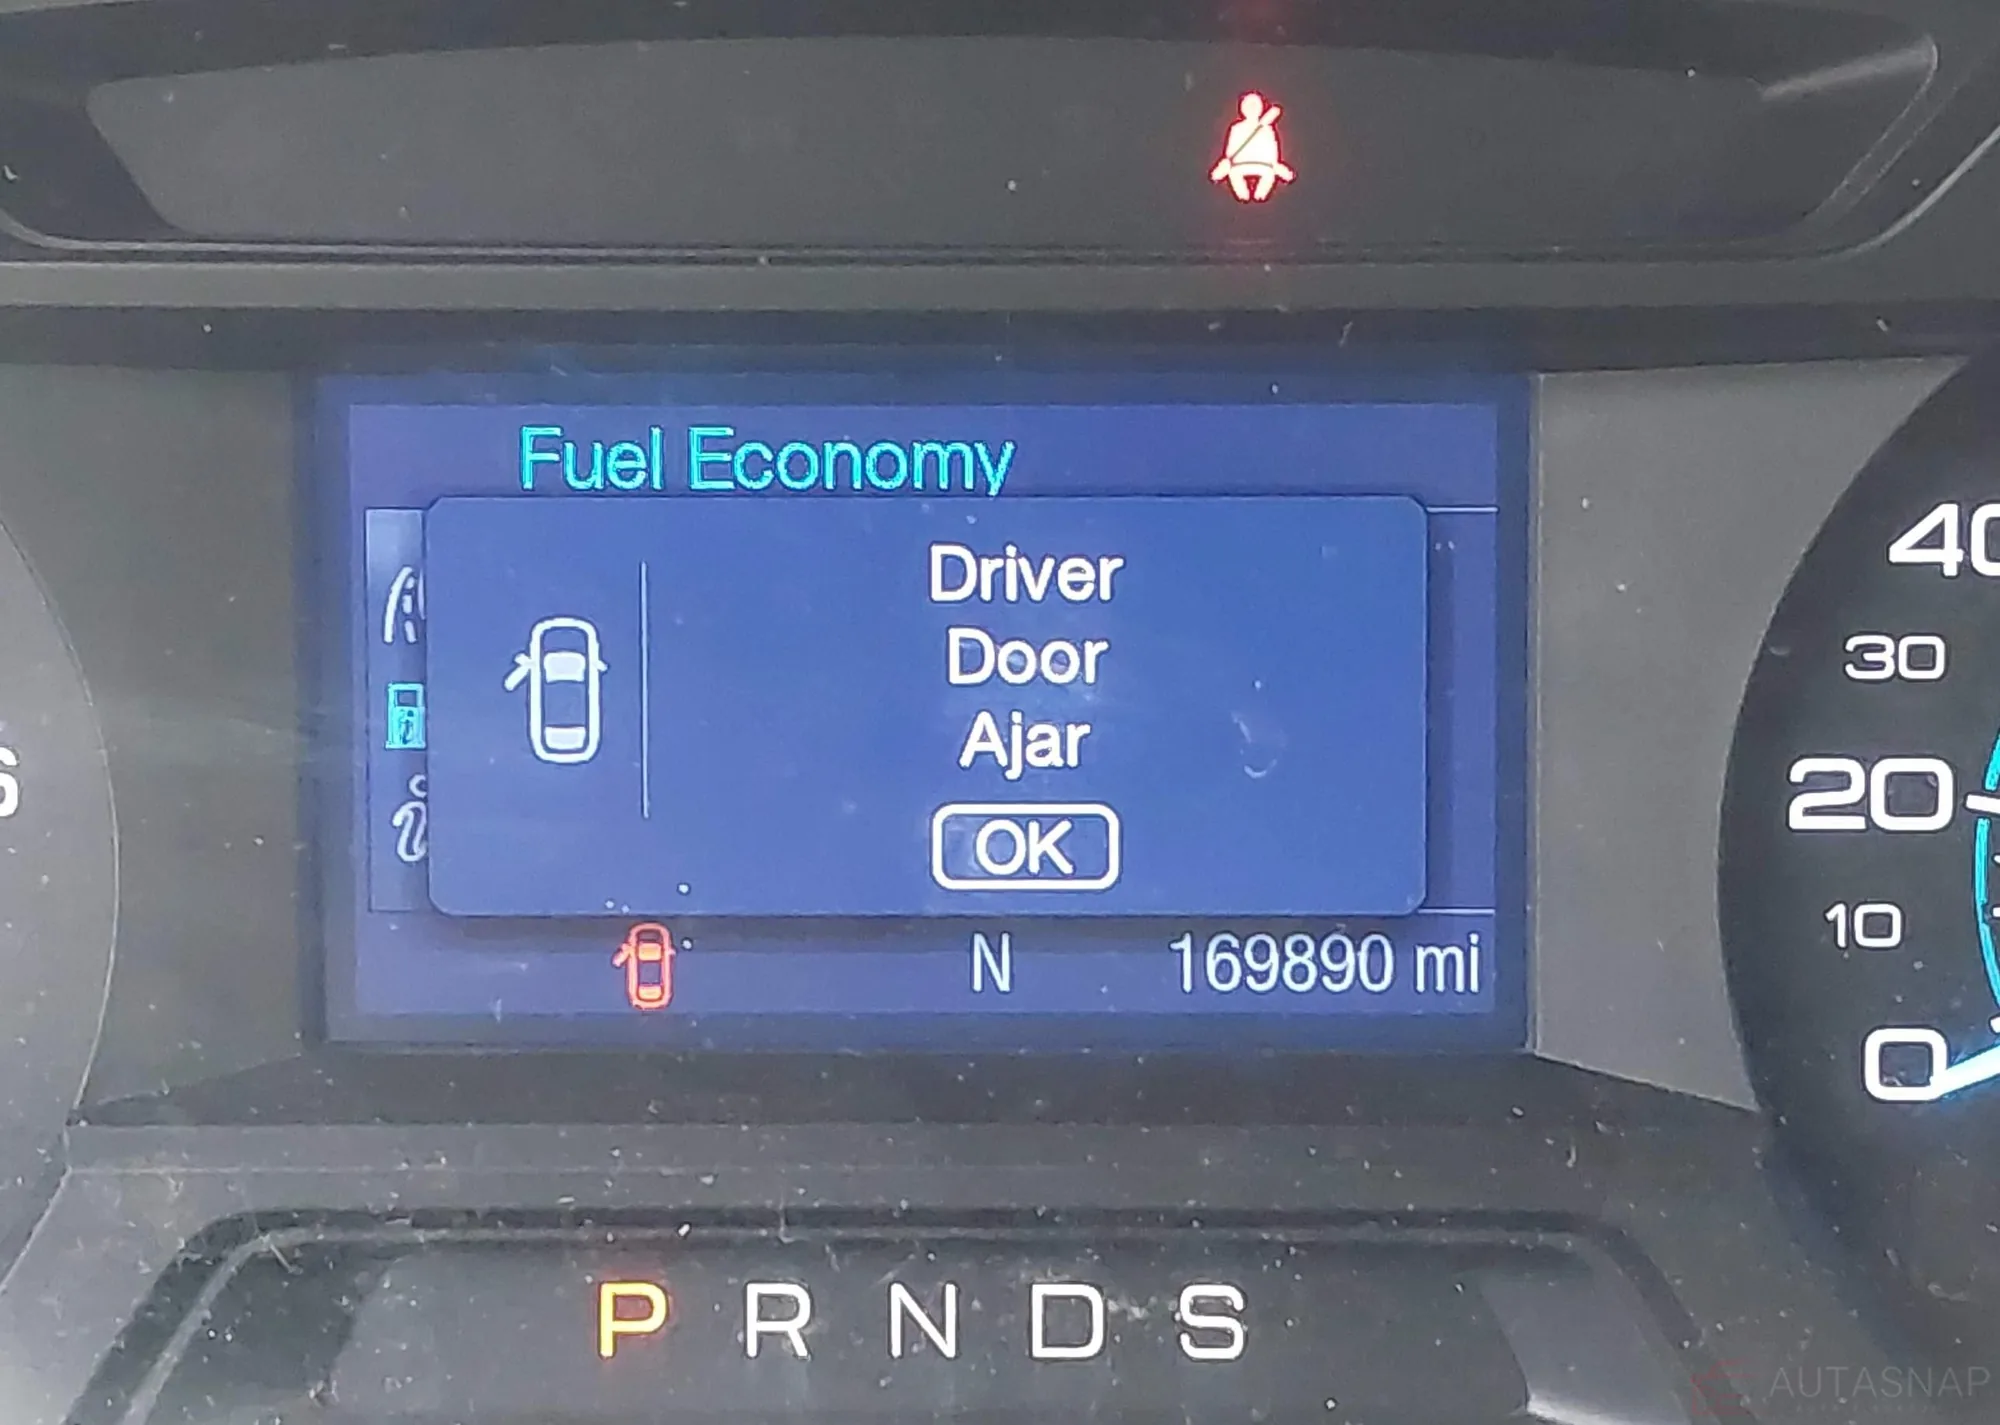 Fuel Economy
Driver
Door
Ajar
OK
N 169890 mi
40
30
20
10
0
P R N D S
AUTASNAP